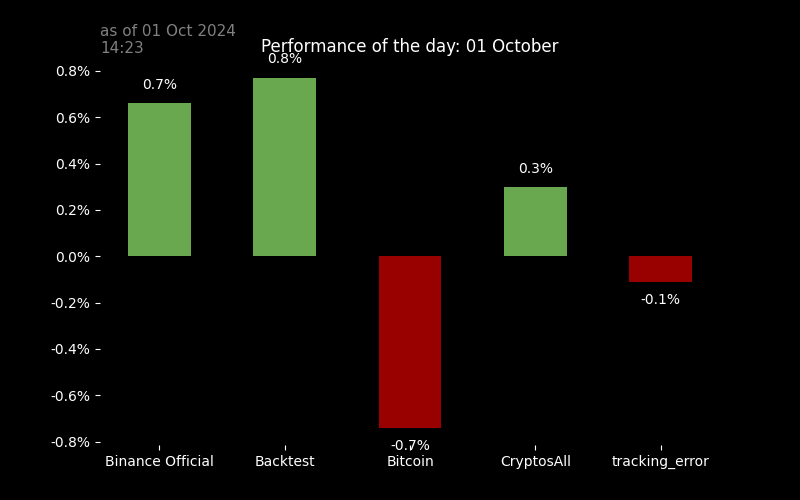 as of 01 Oct 2024
14:23
Performance of the day: 01 October
0.8%
0.6%
0.4%
0.2%
0.0%
-0.2%
-0.4%
-0.6%
-0.8%
0.7%
0.8%
-0.7%
0.3%
-0.1%
Binance Official
Backtest
Bitcoin
CryptosAll
tracking_error